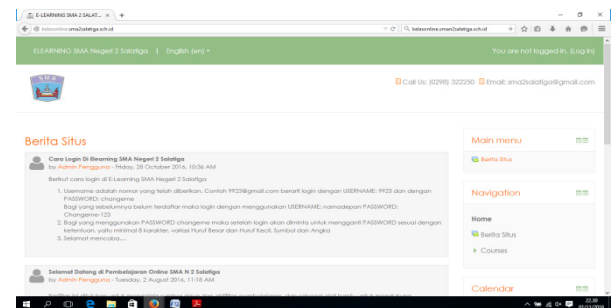 E-LEARNING SMA 2 SALAT...
kelasonline.sman2salatiga.sch.id
kelasonline.sman2salatiga.sch.id
ELEARNING SMA Negeri 2 Salatiga | English (en)
You are not logged in. (Log in)
Call Us: (0298) 322250 Email: sma2salatiga@gmail.com
Berita Situs
Cara Login Di Elearning SMA Negeri 2 Salatiga
by Admin Pengguna - Friday, 28 October 2016, 10:36 AM
Berikut cara login di E-Learning SMA Negeri 2 Salatiga
1. Username adalah nomor yang telah diberikan. Contoh 9923@gmail.com berarti login dengan USERNAME: 9923 dan dengan
PASSWORD: changeme
Bagi yang sebelumnya belum terdaftar maka login dengan menggunakan USERNAME: namadepan PASSWORD:
Changeme-123
2. Bagi yang menggunakan PASSWORD changeme maka setelah login akan diminta untuk mengganti PASSWORD sesuai dengan
ketentuan, yaitu minimal 8 karakter, variasi Huruf Besar dan Huruf Kecil, Symbol dan Angka
3. Selamat mencoba....
Selamat Datang di Pembelajaran Online SMA N 2 Salatiga
by Admin Pengguna - Tuesday, 2 August 2016, 11:18 AM
Main menu
Berita Situs
Navigation
Home
Berita Situs
Courses
Calendar
22.30